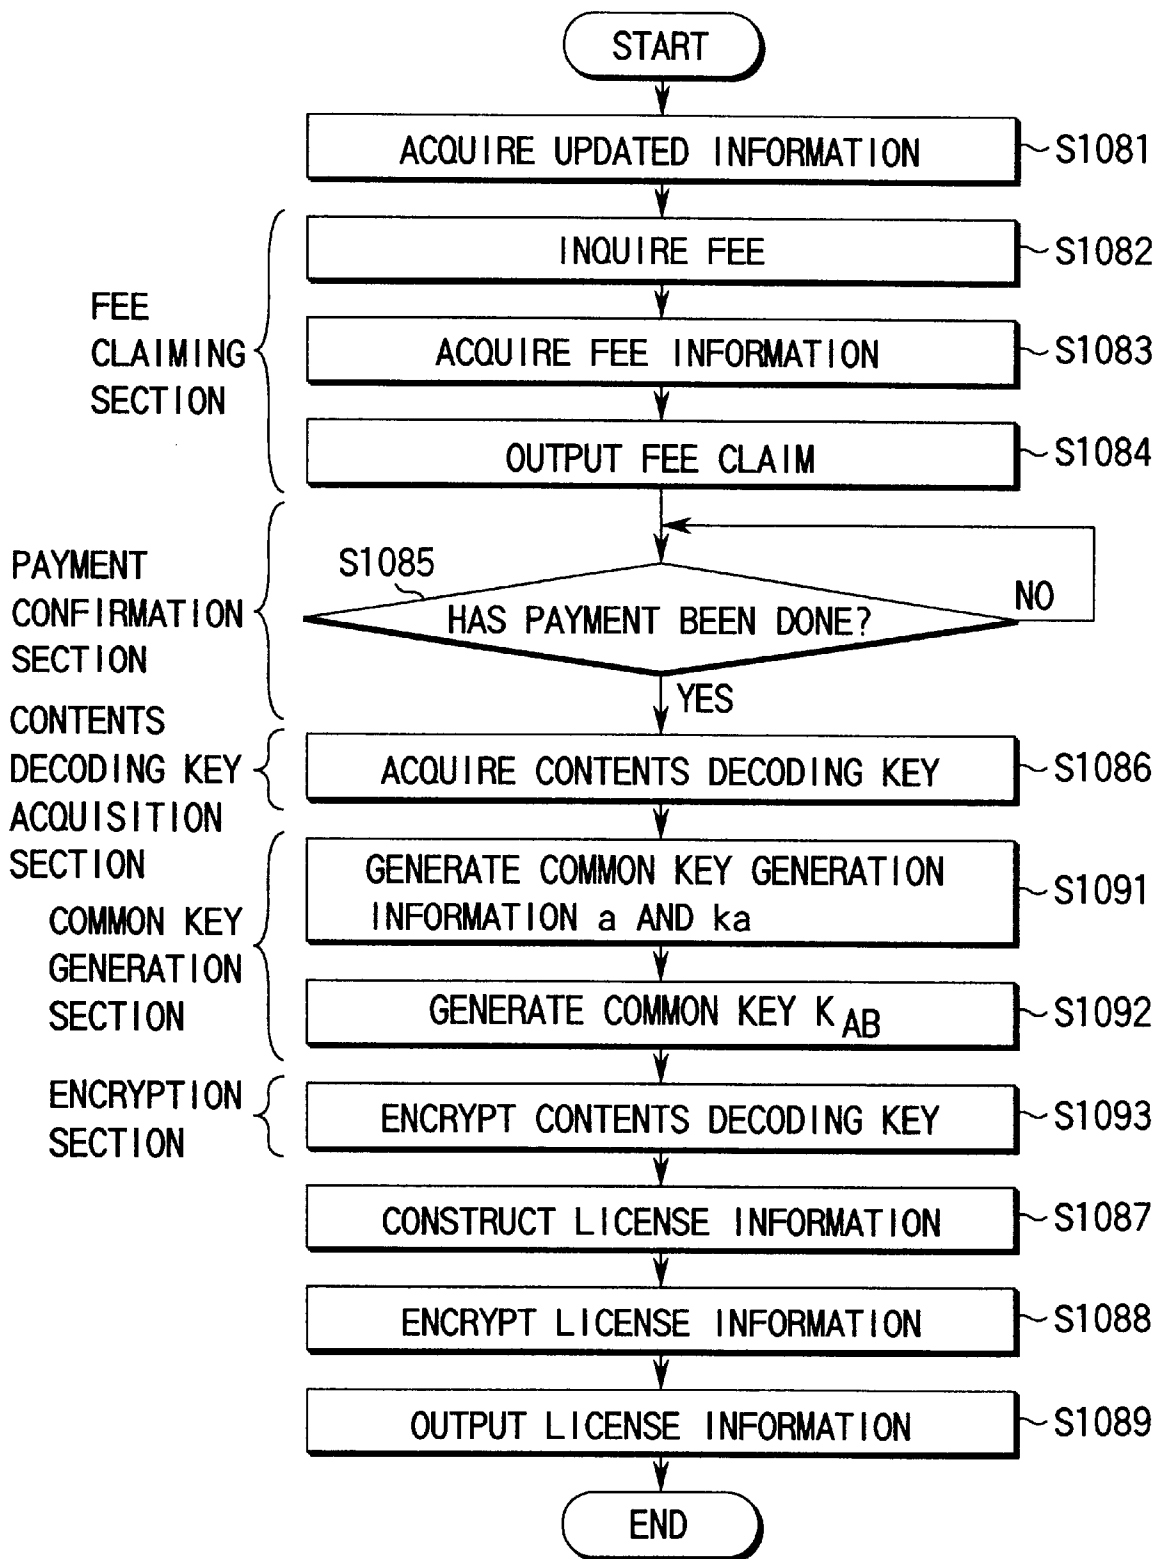 START
ACQUIRE UPDATED INFORMATION
S1081
INQUIRE FEE
S1082
FEE
CLAIMING
SECTION
ACQUIRE FEE INFORMATION
S1083
OUTPUT FEE CLAIM
S1084
PAYMENT
CONFIRMATION
SECTION
S1085
HAS PAYMENT BEEN DONE?
NO
YES
CONTENTS
DECODING KEY
ACQUISITION
SECTION
ACQUIRE CONTENTS DECODING KEY
S1086
GENERATE COMMON KEY GENERATION
INFORMATION a AND ka
S1091
COMMON KEY
GENERATION
SECTION
GENERATE COMMON KEY KAB
S1092
ENCRYPTION
SECTION
ENCRYPT CONTENTS DECODING KEY
S1093
CONSTRUCT LICENSE INFORMATION
S1087
ENCRYPT LICENSE INFORMATION
S1088
OUTPUT LICENSE INFORMATION
S1089
END